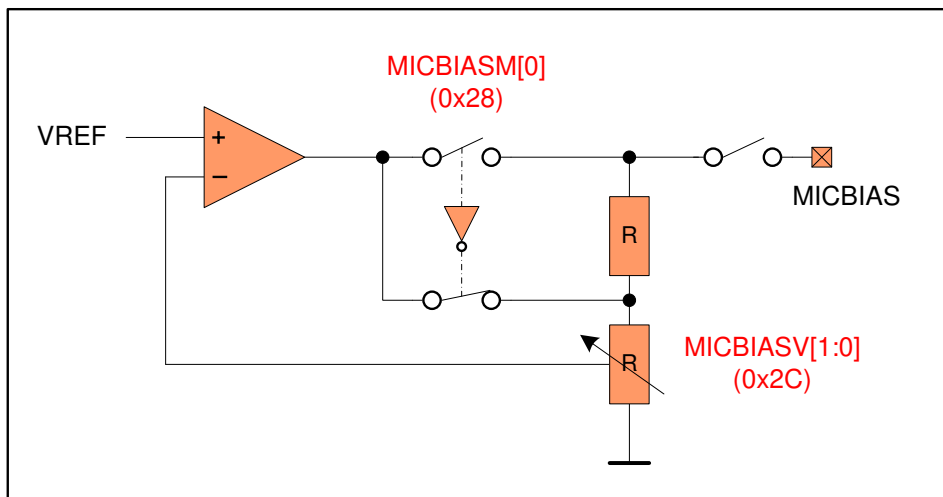 MICBIASM[0]
(0x28)
VREF
+
−
MICBIAS
R
R
MICBIASV[1:0]
(0x2C)